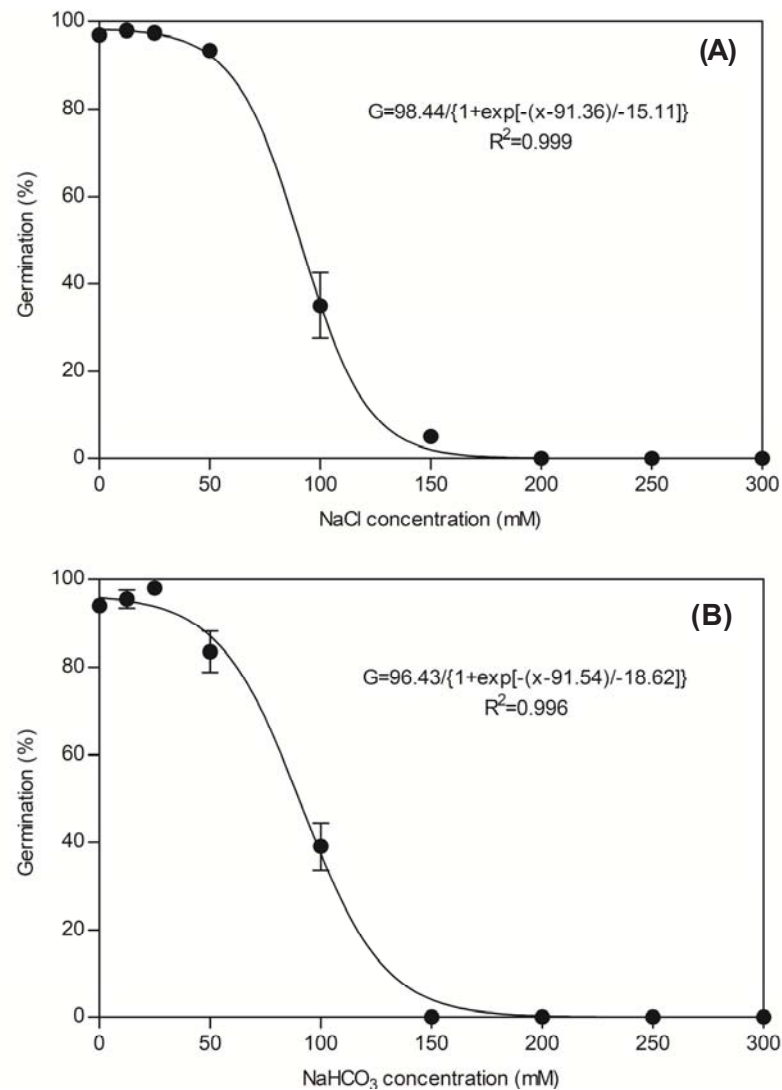 100
(A)
80
G=98.44/{1+exp[-(x-91.36)/-15.11]}
R²=0.999
60
Germination (%)
40
20
0
0 50 100 150 200 250 300
NaCl concentration (mM)
100
(B)
80
G=96.43/{1+exp[-(x-91.54)/-18.62]}
R²=0.996
60
Germination (%)
40
20
0
0 50 100 150 200 250 300
NaHCO₃ concentration (mM)